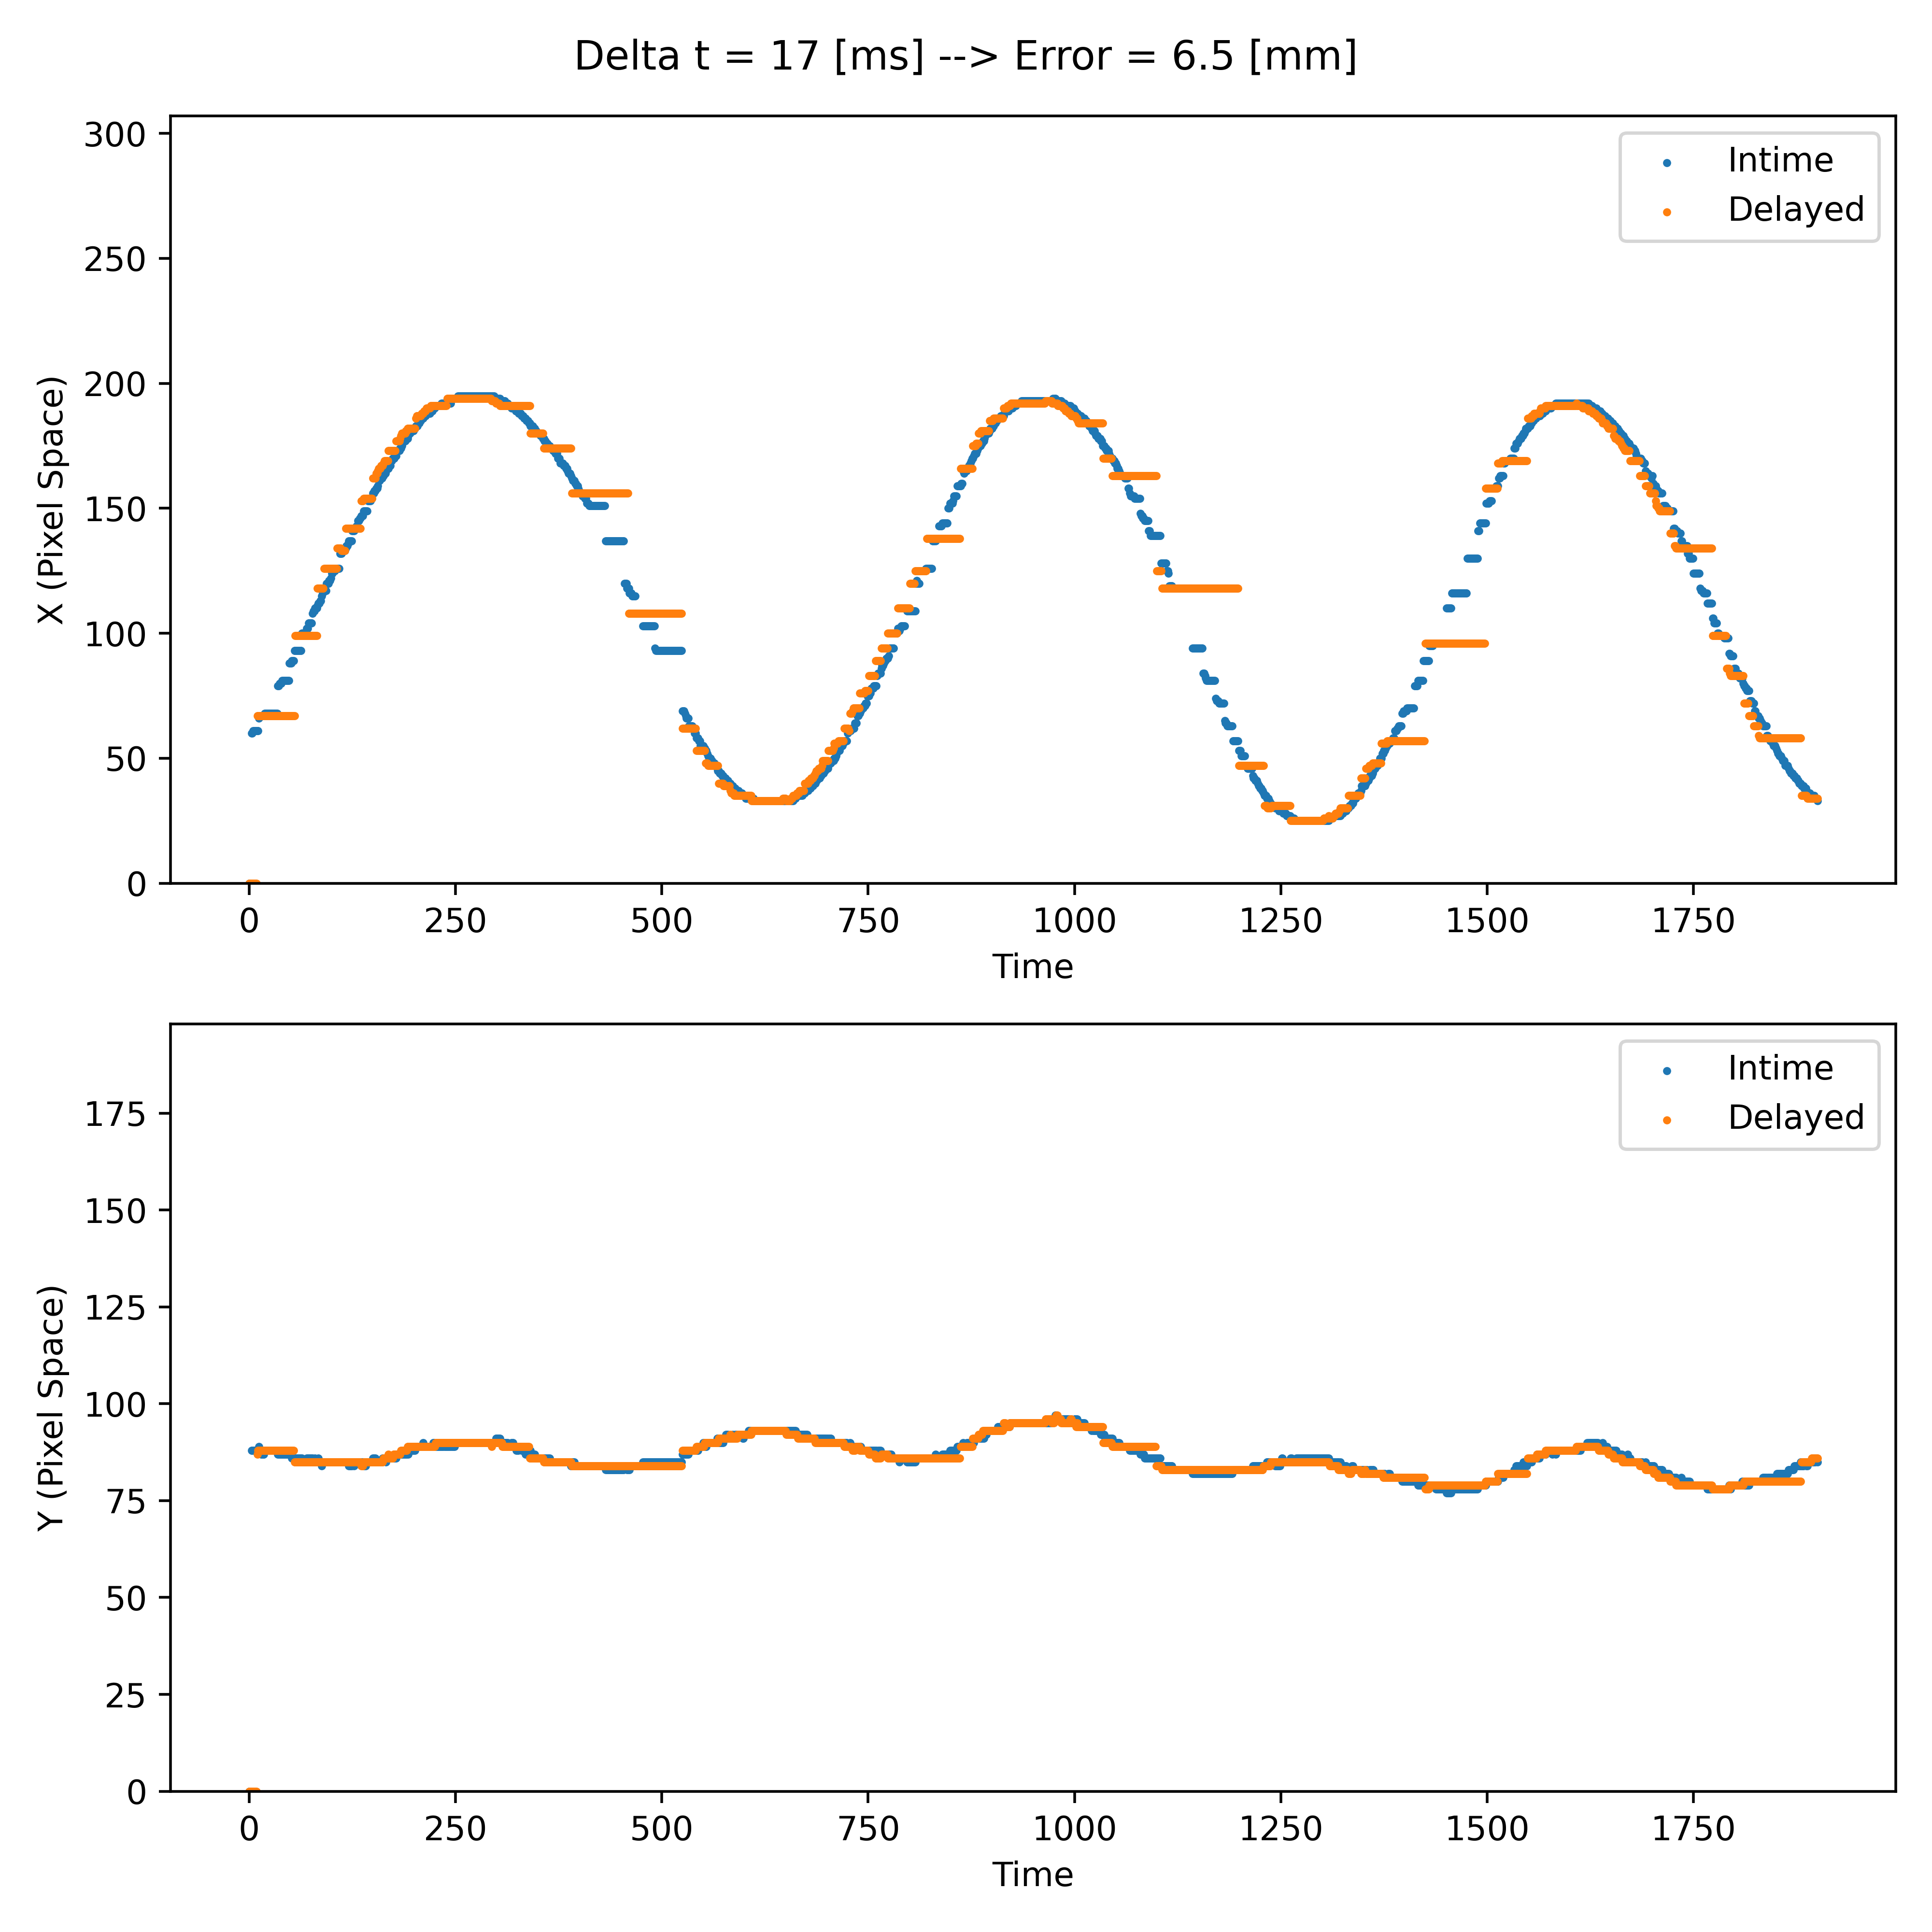 Delta t = 17 [ms] --> Error = 6.5 [mm]
300
250
200
150
100
50
0
X (Pixel Space)
Intime
Delayed
0 250 500 750 1000 1250 1500 1750
Time
175
150
125
100
75
50
25
0
Y (Pixel Space)
Intime
Delayed
0 250 500 750 1000 1250 1500 1750
Time